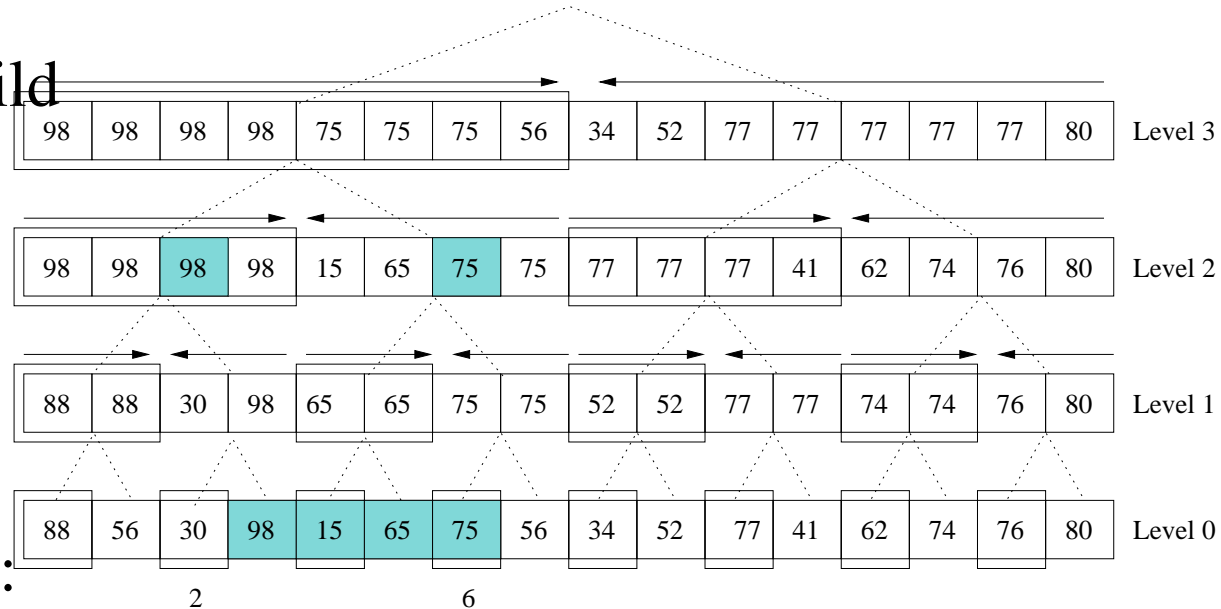 ild
98 98 98 98 75 75 75 56 34 52 77 77 77 77 77 80 Level 3
98 98 98 98 15 65 75 75 77 77 77 41 62 74 76 80 Level 2
88 88 30 98 65 65 75 75 52 52 77 77 74 74 76 80 Level 1
88 56 30 98 15 65 75 56 34 52 77 41 62 74 76 80 Level 0
:
2 6